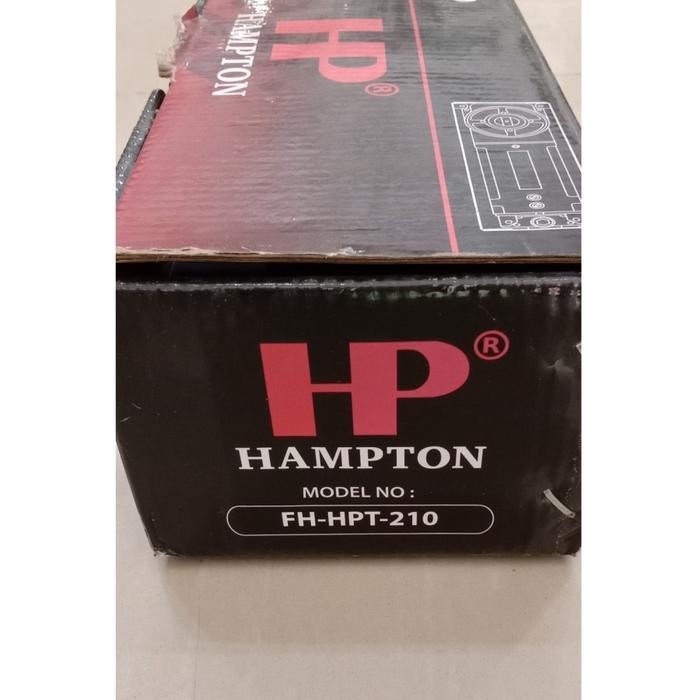 HP®
HAMPTON
HP®
HAMPTON
MODEL NO :
FH-HPT-210